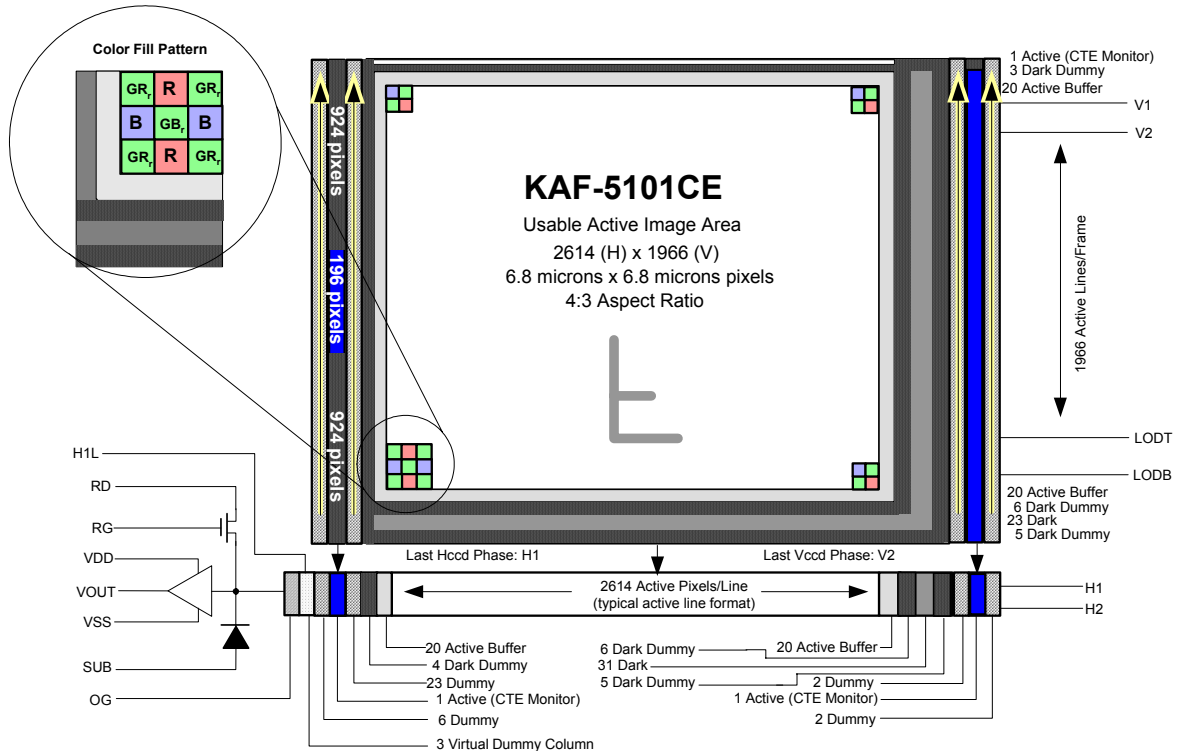 Color Fill Pattern
GRr R GRr
B GBr B
GRr R GRr
924 pixels
196 pixels
924 pixels
KAF-5101CE
Usable Active Image Area
2614 (H) x 1966 (V)
6.8 microns x 6.8 microns pixels
4:3 Aspect Ratio
1 Active (CTE Monitor)
3 Dark Dummy
20 Active Buffer
V1
V2
1966 Active Lines/Frame
LODT
LODB
20 Active Buffer
6 Dark Dummy
23 Dark
5 Dark Dummy
H1L
RD
RG
VDD
VOUT
VSS
SUB
OG
Last Hccd Phase: H1
Last Vccd Phase: V2
2614 Active Pixels/Line
(typical active line format)
H1
H2
20 Active Buffer
4 Dark Dummy
23 Dummy
1 Active (CTE Monitor)
6 Dummy
3 Virtual Dummy Column
6 Dark Dummy
31 Dark
5 Dark Dummy
20 Active Buffer
2 Dummy
1 Active (CTE Monitor)
2 Dummy